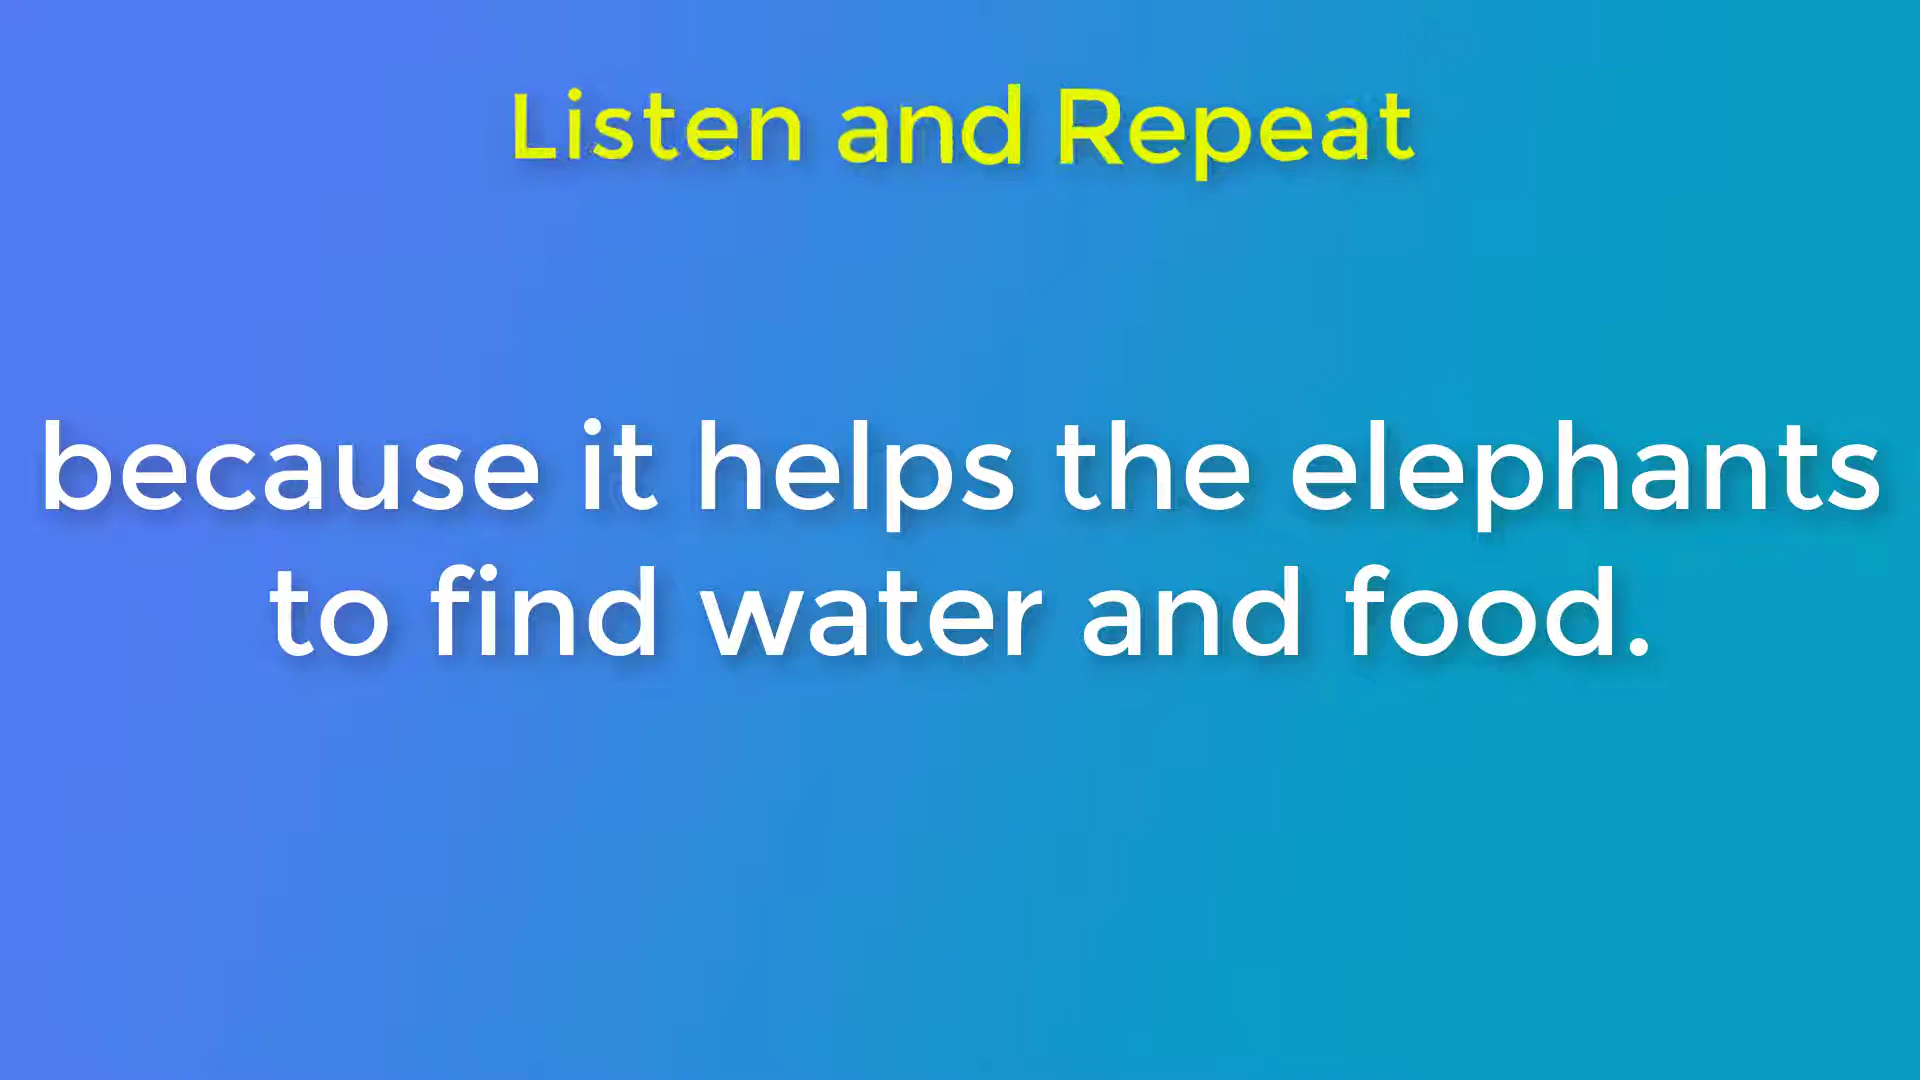 Listen and Repeat
because it helps the elephants
to find water and food.